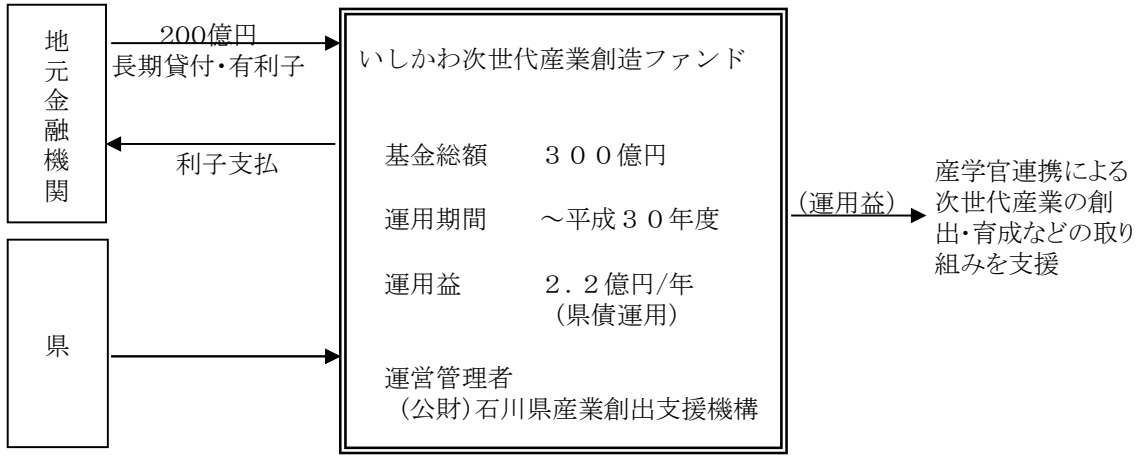 地元金融機関
200億円
長期貸付・有利子
利子支払
県
いしかわ次世代産業創造ファンド
基金総額　３００億円
運用期間　～平成３０年度
運用益　２．２億円/年
（県債運用）
運営管理者
（公財）石川県産業創出支援機構
（運用益）
産学官連携による
次世代産業の創
出・育成などの取り
組みを支援